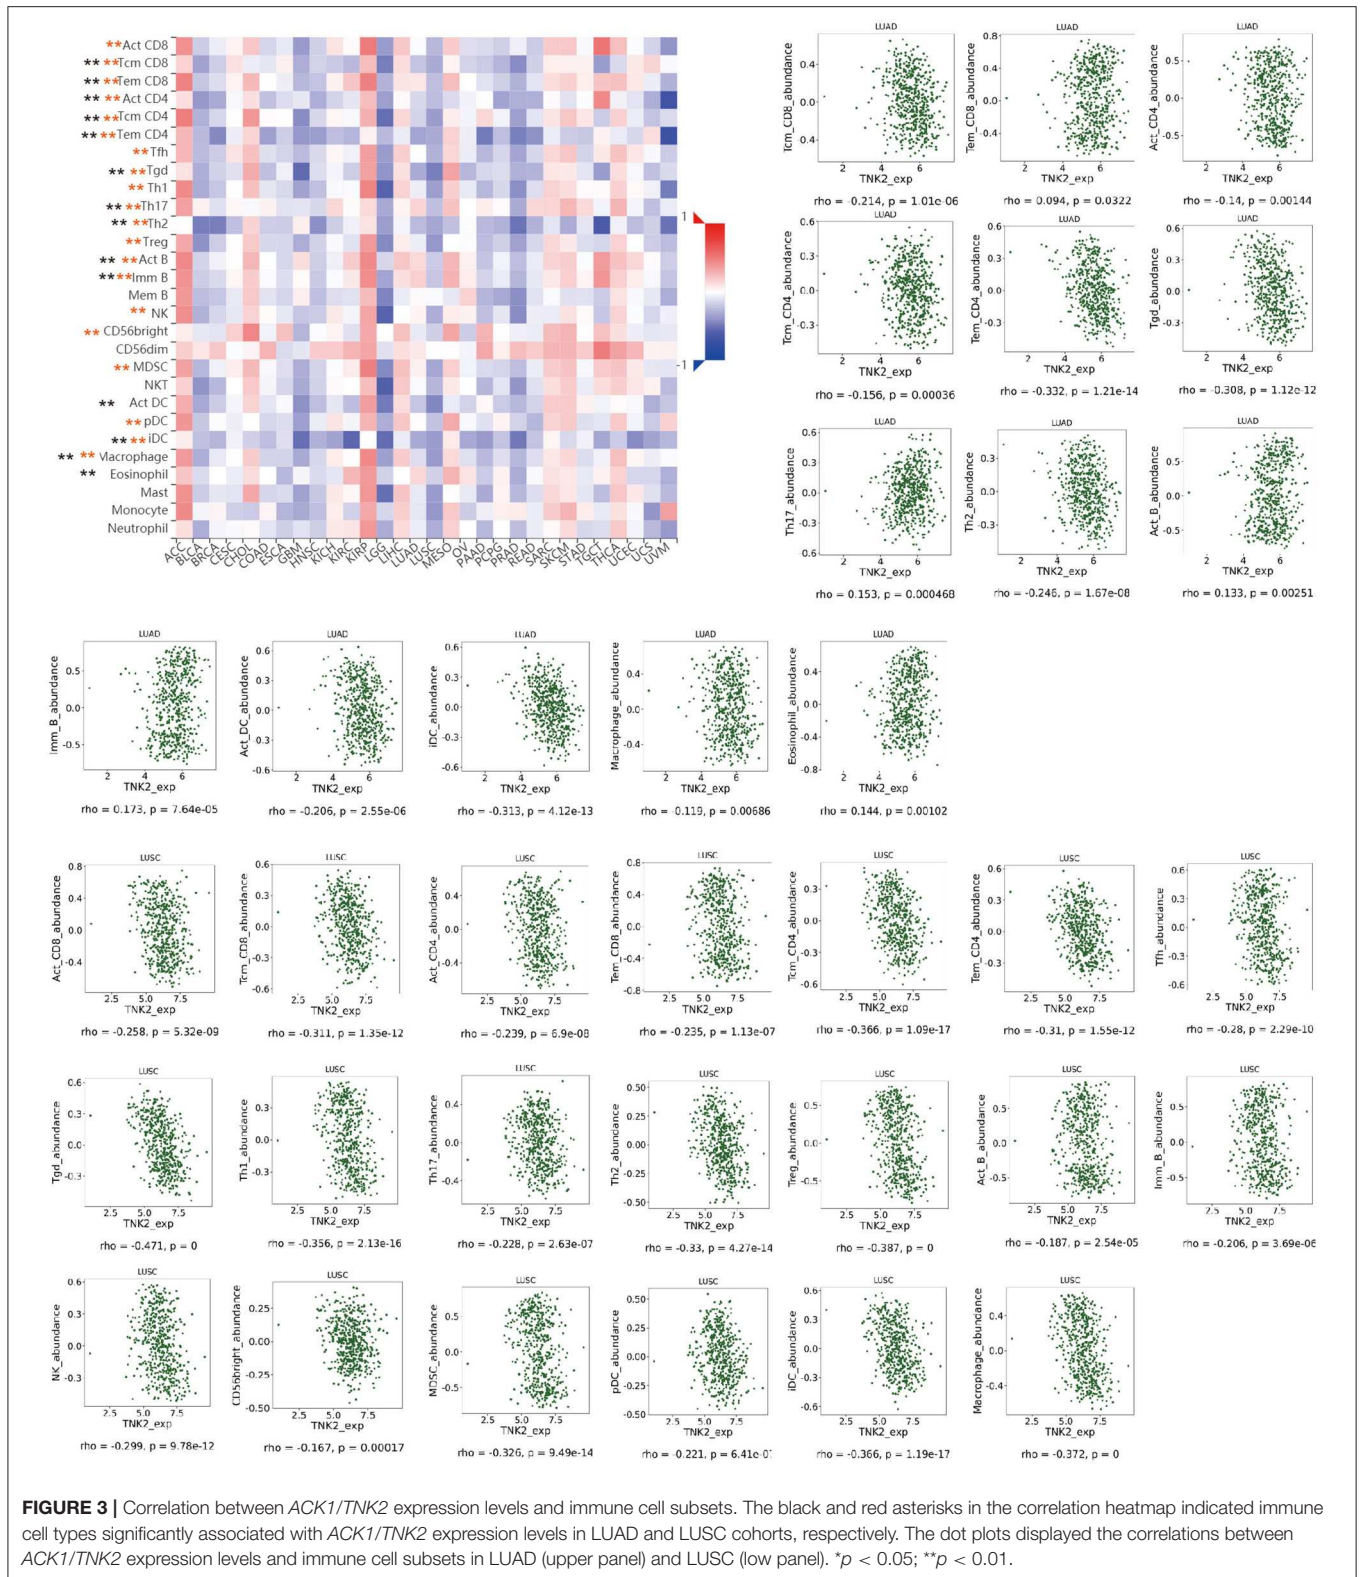 **Act CD8
** **Tcm CD8
** **Tem CD8
** **Act CD4
** **Tcm CD4
** **Tem CD4
**Tfh
** **Tgd
**Th1
** **Th17
** **Th2
**Treg
** **Act B
** **Imm B
Mem B
** NK
** CD56bright
CD56dim
** MDSC
NKT
** Act DC
** pDC
** **iDC
** ** Macrophage
** Eosinophil
Mast
Monocyte
Neutrophil
ACC BLCA BRCA CESC CHOL COAD ESCA GBM HNSC KICH KIRC KIRP LGG LIHC LUAD LUSC MESO OV PAAD PCPG PRAD READ SARC SKCM STAD TGCT THCA UCEC UCS UVM
1
-1
LUAD LUAD LUAD
Tcm_CD8_abundance Tem_CD8_abundance Act_CD4_abundance
TNK2_exp TNK2_exp TNK2_exp
rho = -0.214, p = 1.01e-06 rho = 0.094, p = 0.0322 rho = -0.14, p = 0.00144
LUAD LUAD LUAD
Tcm_CD4_abundance Tem_CD4_abundance Tgd_abundance
TNK2_exp TNK2_exp TNK2_exp
rho = -0.156, p = 0.00036 rho = -0.332, p = 1.21e-14 rho = -0.308, p = 1.12e-12
LUAD LUAD LUAD
Th17_abundance Th2_abundance Act_B_abundance
TNK2_exp TNK2_exp TNK2_exp
rho = 0.153, p = 0.000468 rho = -0.246, p = 1.67e-08 rho = 0.133, p = 0.00251
LUAD LUAD LUAD LUAD LUAD
Imm_B_abundance Act_DC_abundance iDC_abundance Macrophage_abundance Eosinophil_abundance
TNK2_exp TNK2_exp TNK2_exp TNK2_exp TNK2_exp
rho = 0.173, p = 7.64e-05 rho = -0.206, p = 2.55e-06 rho = -0.313, p = 4.12e-13 rho = -0.119, p = 0.00686 rho = 0.144, p = 0.00102
LUSC LUSC LUSC LUSC LUSC LUSC LUSC
Act_CD8_abundance Tcm_CD8_abundance Act_CD4_abundance Tem_CD8_abundance Tcm_CD4_abundance Tem_CD4_abundance Tfh_abundance
TNK2_exp TNK2_exp TNK2_exp TNK2_exp TNK2_exp TNK2_exp TNK2_exp
rho = -0.258, p = 5.32e-09 rho = -0.311, p = 1.35e-12 rho = -0.239, p = 6.9e-08 rho = -0.235, p = 1.13e-07 rho = -0.366, p = 1.09e-17 rho = -0.31, p = 1.55e-12 rho = -0.28, p = 2.29e-10
LUSC LUSC LUSC LUSC LUSC LUSC LUSC
Tgd_abundance Th1_abundance Th17_abundance Th2_abundance Treg_abundance Act_B_abundance Imm_B_abundance
TNK2_exp TNK2_exp TNK2_exp TNK2_exp TNK2_exp TNK2_exp TNK2_exp
rho = -0.471, p = 0 rho = -0.356, p = 2.13e-16 rho = -0.228, p = 2.63e-07 rho = -0.33, p = 4.27e-14 rho = -0.387, p = 0 rho = -0.187, p = 2.54e-05 rho = -0.206, p = 3.69e-06
LUSC LUSC LUSC LUSC LUSC LUSC
NK_abundance CD56bright_abundance MDSC_abundance pDC_abundance iDC_abundance Macrophage_abundance
TNK2_exp TNK2_exp TNK2_exp TNK2_exp TNK2_exp TNK2_exp
rho = -0.299, p = 9.78e-12 rho = -0.167, p = 0.00017 rho = -0.326, p = 9.49e-14 rho = -0.221, p = 6.41e-07 rho = -0.366, p = 1.19e-17 rho = -0.372, p = 0
FIGURE 3 | Correlation between ACK1/TNK2 expression levels and immune cell subsets. The black and red asterisks in the correlation heatmap indicated immune
cell types significantly associated with ACK1/TNK2 expression levels in LUAD and LUSC cohorts, respectively. The dot plots displayed the correlations between
ACK1/TNK2 expression levels and immune cell subsets in LUAD (upper panel) and LUSC (low panel). *p < 0.05; **p < 0.01.